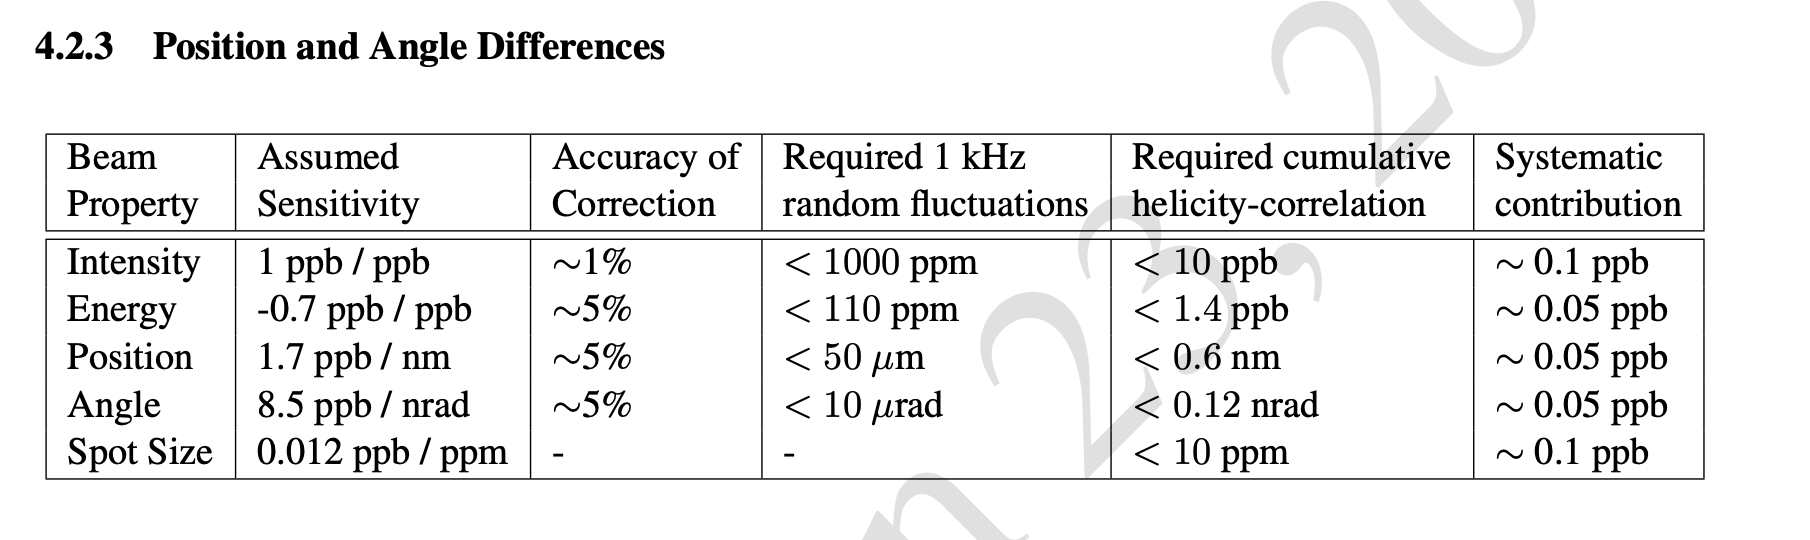 4.2.3 Position and Angle Differences
Beam Property | Assumed Sensitivity | Accuracy of Correction | Required 1 kHz random fluctuations | Required cumulative helicity-correlation | Systematic contribution
Intensity | 1 ppb / ppb | ~1% | < 1000 ppm | < 10 ppb | ~ 0.1 ppb
Energy | -0.7 ppb / ppb | ~5% | < 110 ppm | < 1.4 ppb | ~ 0.05 ppb
Position | 1.7 ppb / nm | ~5% | < 50 μm | < 0.6 nm | ~ 0.05 ppb
Angle | 8.5 ppb / nrad | ~5% | < 10 μrad | < 0.12 nrad | ~ 0.05 ppb
Spot Size | 0.012 ppb / ppm | - | - | < 10 ppm | ~ 0.1 ppb